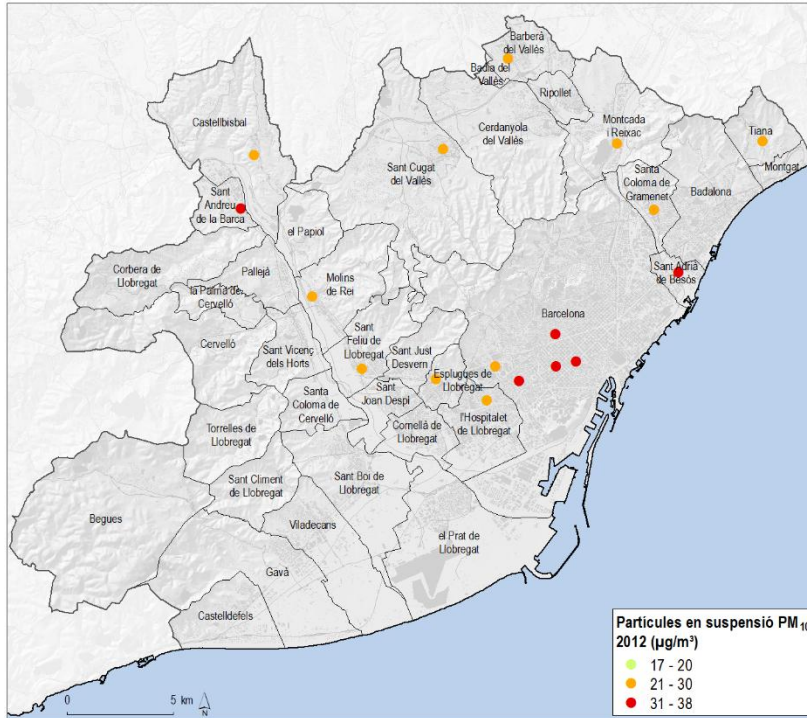 Barberà
del Vallès
Badia del
Vallès
Ripollet
Castellbisbal
Cerdanyola
del Vallès
Montcada
i Reixac
Tiana
Montgat
Sant Cugat
del Vallès
Santa
Coloma de
Gramenet
Badalona
Sant
Andreu
de la Barca
el Papiol
Sant Adrià
de Besòs
Corbera de
Llobregat
Pallejà
la Palma de
Cervelló
Molins
de Rei
Barcelona
Cervelló
Sant Vicenç
dels Horts
Sant
Feliu de
Llobregat
Sant Just
Desvern
Esplugues de
Llobregat
Santa
Coloma de
Cervelló
Sant
Joan Despí
Cornellà de
Llobregat
l'Hospitalet
de Llobregat
Torrelles de
Llobregat
Sant Climent
de Llobregat
Sant Boi de
Llobregat
Begues
Viladecans
el Prat de
Llobregat
Gavà
Castelldefels
Partícules en suspensió PM10
2012 (µg/m³)
17 - 20
21 - 30
31 - 38
0 5 km
N